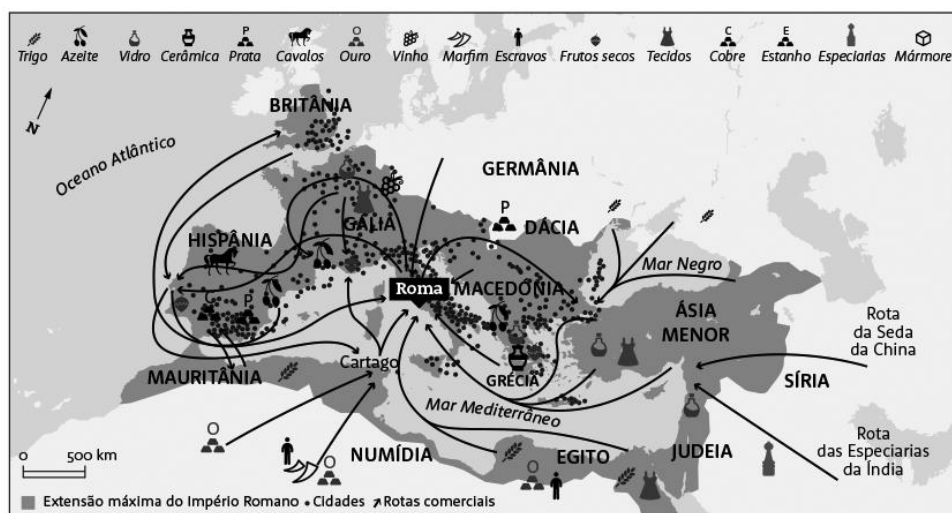 P C O C E
Trigo Azeite Vidro Cerâmica Prata Cavalos Ouro Vinho Marfim Escravos Frutos secos Tecidos Cobre Estanho Especiarias Mármore
N
Oceano Atlântico
BRITÂNIA
GERMÂNIA
P
GÁLIA
DÁCIA
HISPÂNIA
Mar Negro
Roma
MACEDÔNIA
C P
ÁSIA
MENOR
Rota
da Seda
da China
Cartago
MAURITÂNIA
GRÉCIA
SÍRIA
Mar Mediterrâneo
O
Rota
das Especiarias
da Índia
0 500 km
NUMÍDIA
O
EGITO
O
JUDEIA
Extensão máxima do Império Romano Cidades Rotas comerciais